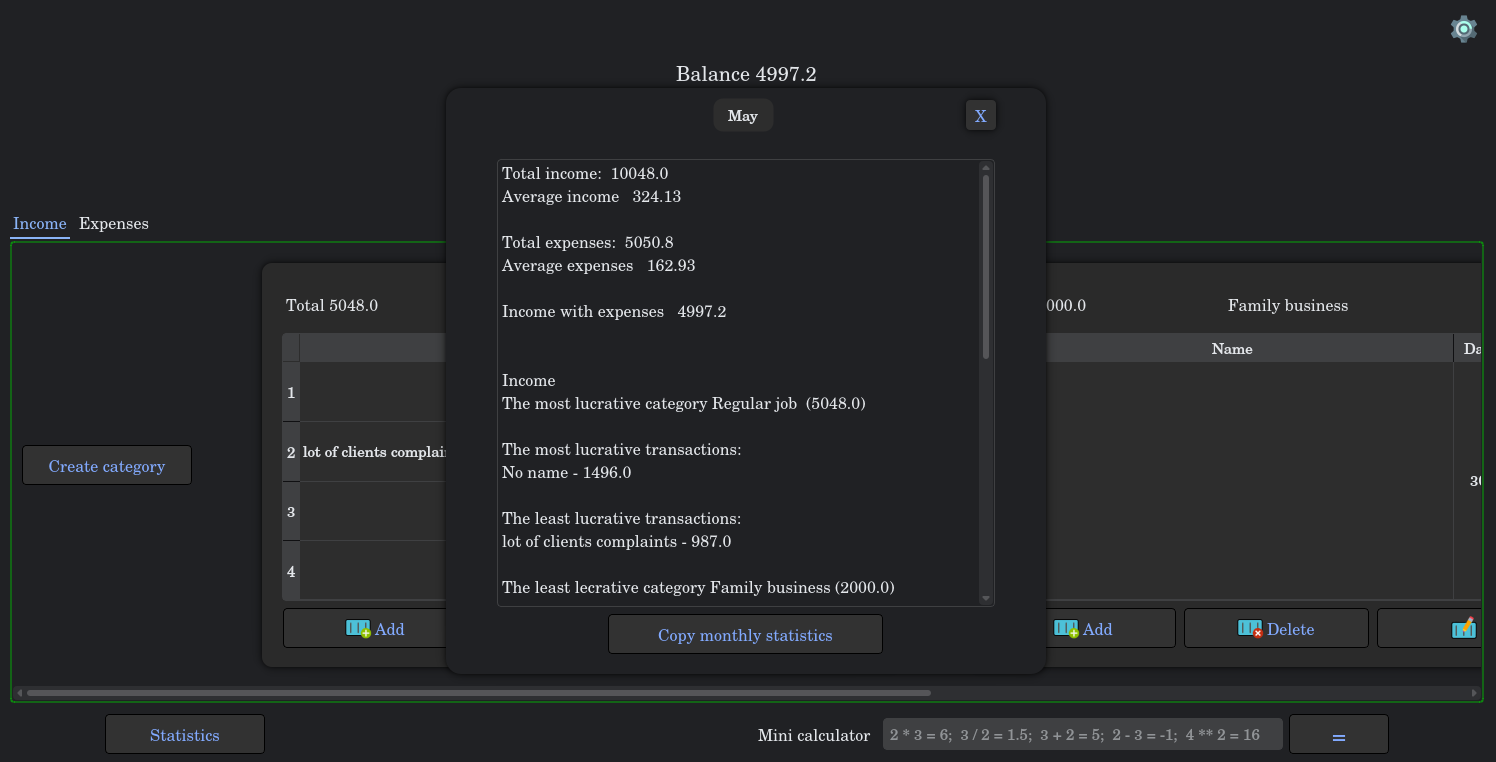 Balance 4997.2
May
X
Total income: 10048.0
Average income 324.13
Total expenses: 5050.8
Average expenses 162.93
Income with expenses 4997.2
Income
The most lucrative category Regular job (5048.0)
The most lucrative transactions:
No name - 1496.0
The least lucrative transactions:
lot of clients complaints - 987.0
The least lecrative category Family business (2000.0)
Copy monthly statistics
Income Expenses
Create category
Total 5048.0
1
2 lot of clients complai
3
4
Add
000.0 Family business
Name Da
30
Add Delete
Statistics
Mini calculator 2 * 3 = 6; 3 / 2 = 1.5; 3 + 2 = 5; 2 - 3 = -1; 4 ** 2 = 16 =